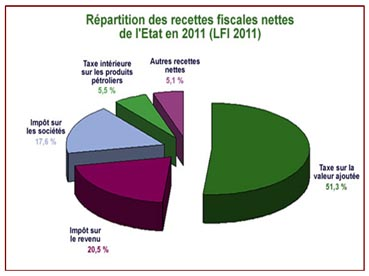 Répartition des recettes fiscales nettes
de l'Etat en 2011 (LFI 2011)
Taxe intérieure
sur les produits
pétroliers
5,5 %
Autres recettes
nettes
5,1 %
Impôt sur
les sociétés
17,6 %
Taxe sur la
valeur ajoutée
51,3 %
Impôt sur
le revenu
20,5 %